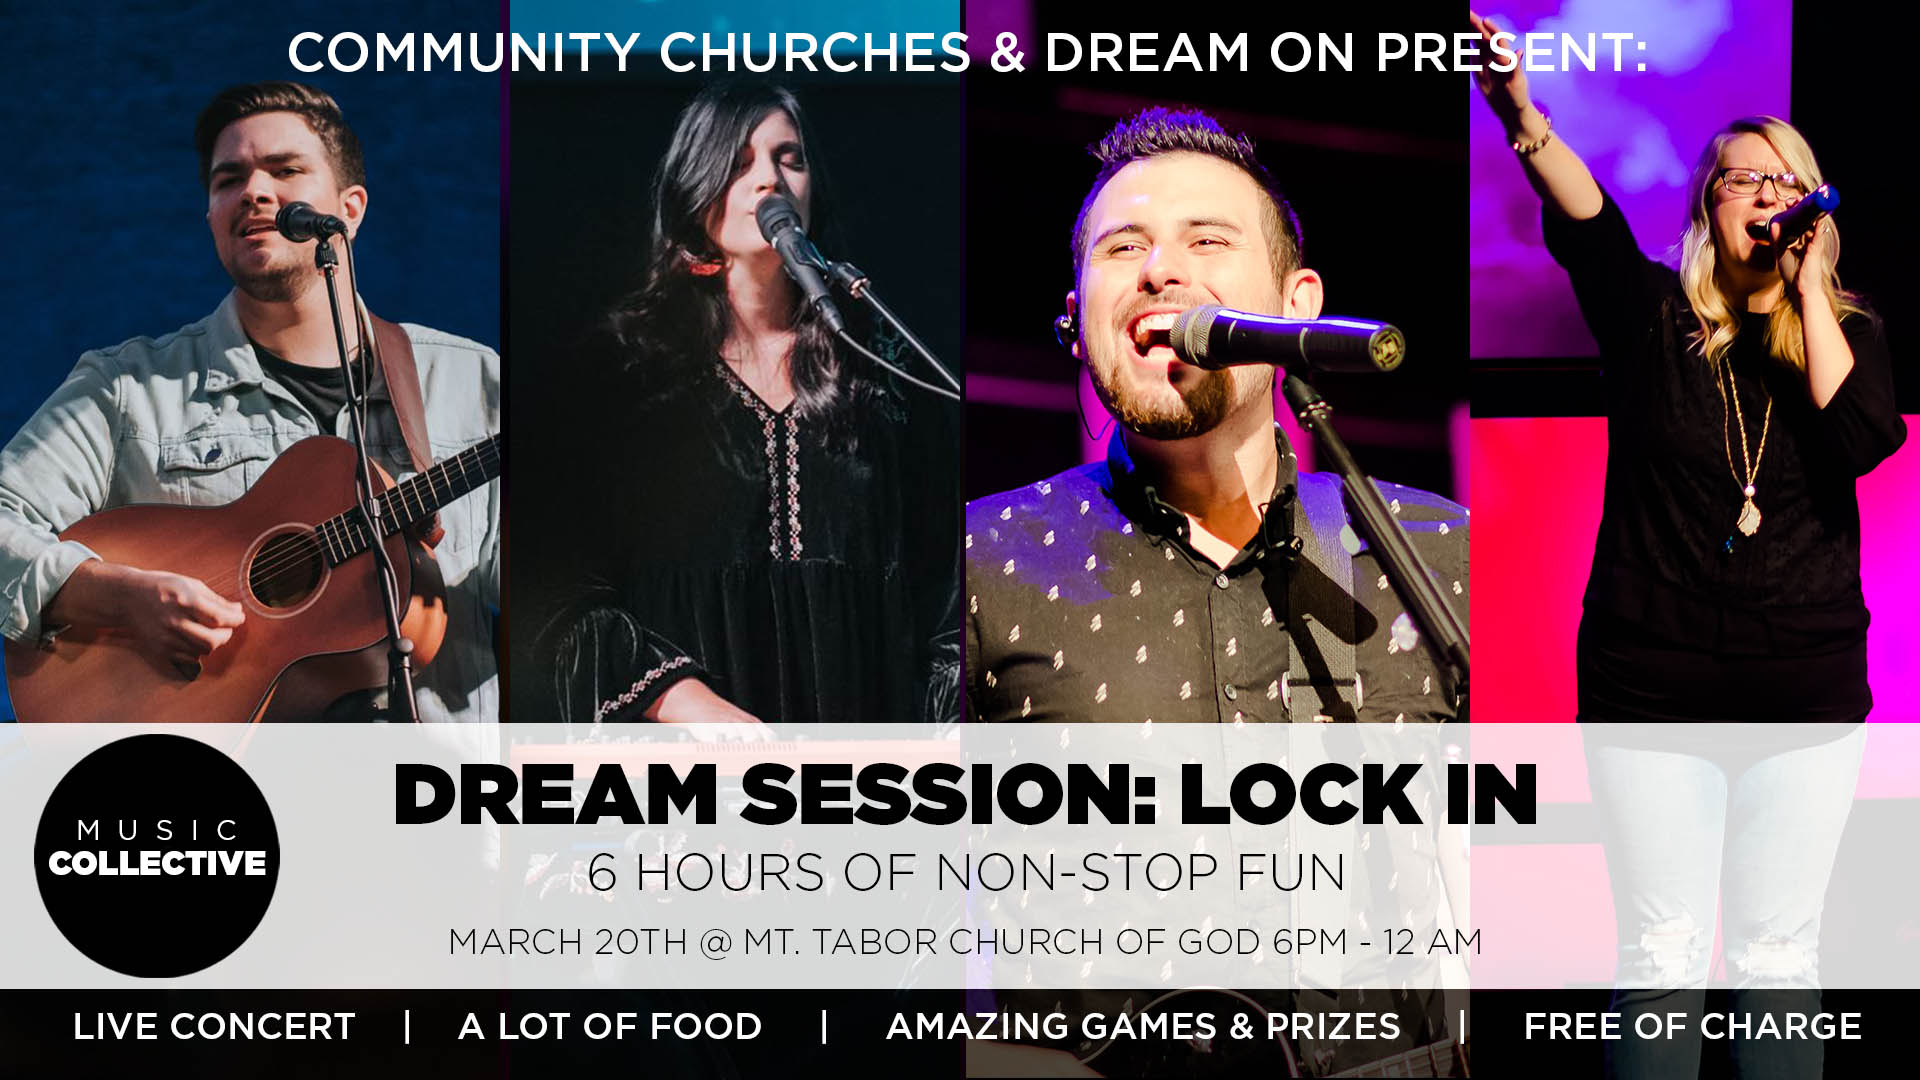 COMMUNITY CHURCHES & DREAM ON PRESENT:
MUSIC
COLLECTIVE
DREAM SESSION: LOCK IN
6 HOURS OF NON-STOP FUN
MARCH 20TH @ MT. TABOR CHURCH OF GOD 6PM - 12 AM
LIVE CONCERT | A LOT OF FOOD | AMAZING GAMES & PRIZES | FREE OF CHARGE